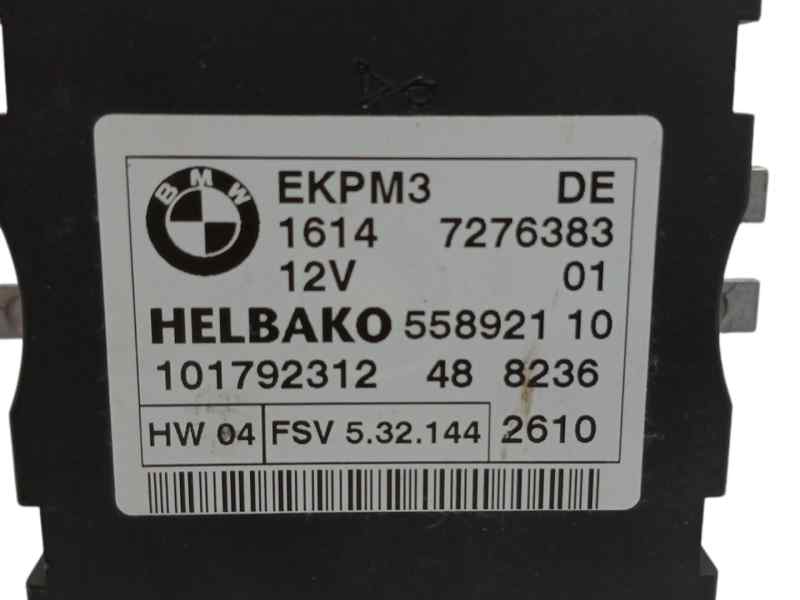 BMW EKPM3 DE
1614 7276383
12V 01
HELBAKO 558921 10
101792312 48 8236
HW 04 FSV 5.32.144 2610